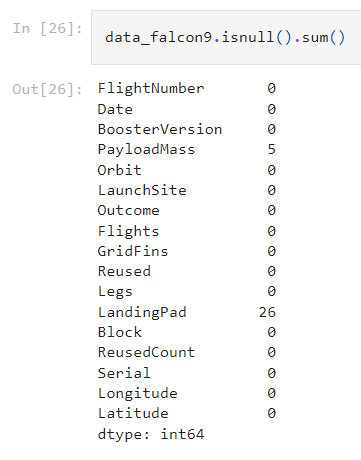 In [26]: data_falcon9.isnull().sum()
Out[26]: FlightNumber 0
Date 0
BoosterVersion 0
PayloadMass 5
Orbit 0
LaunchSite 0
Outcome 0
Flights 0
GridFins 0
Reused 0
Legs 0
LandingPad 26
Block 0
ReusedCount 0
Serial 0
Longitude 0
Latitude 0
dtype: int64